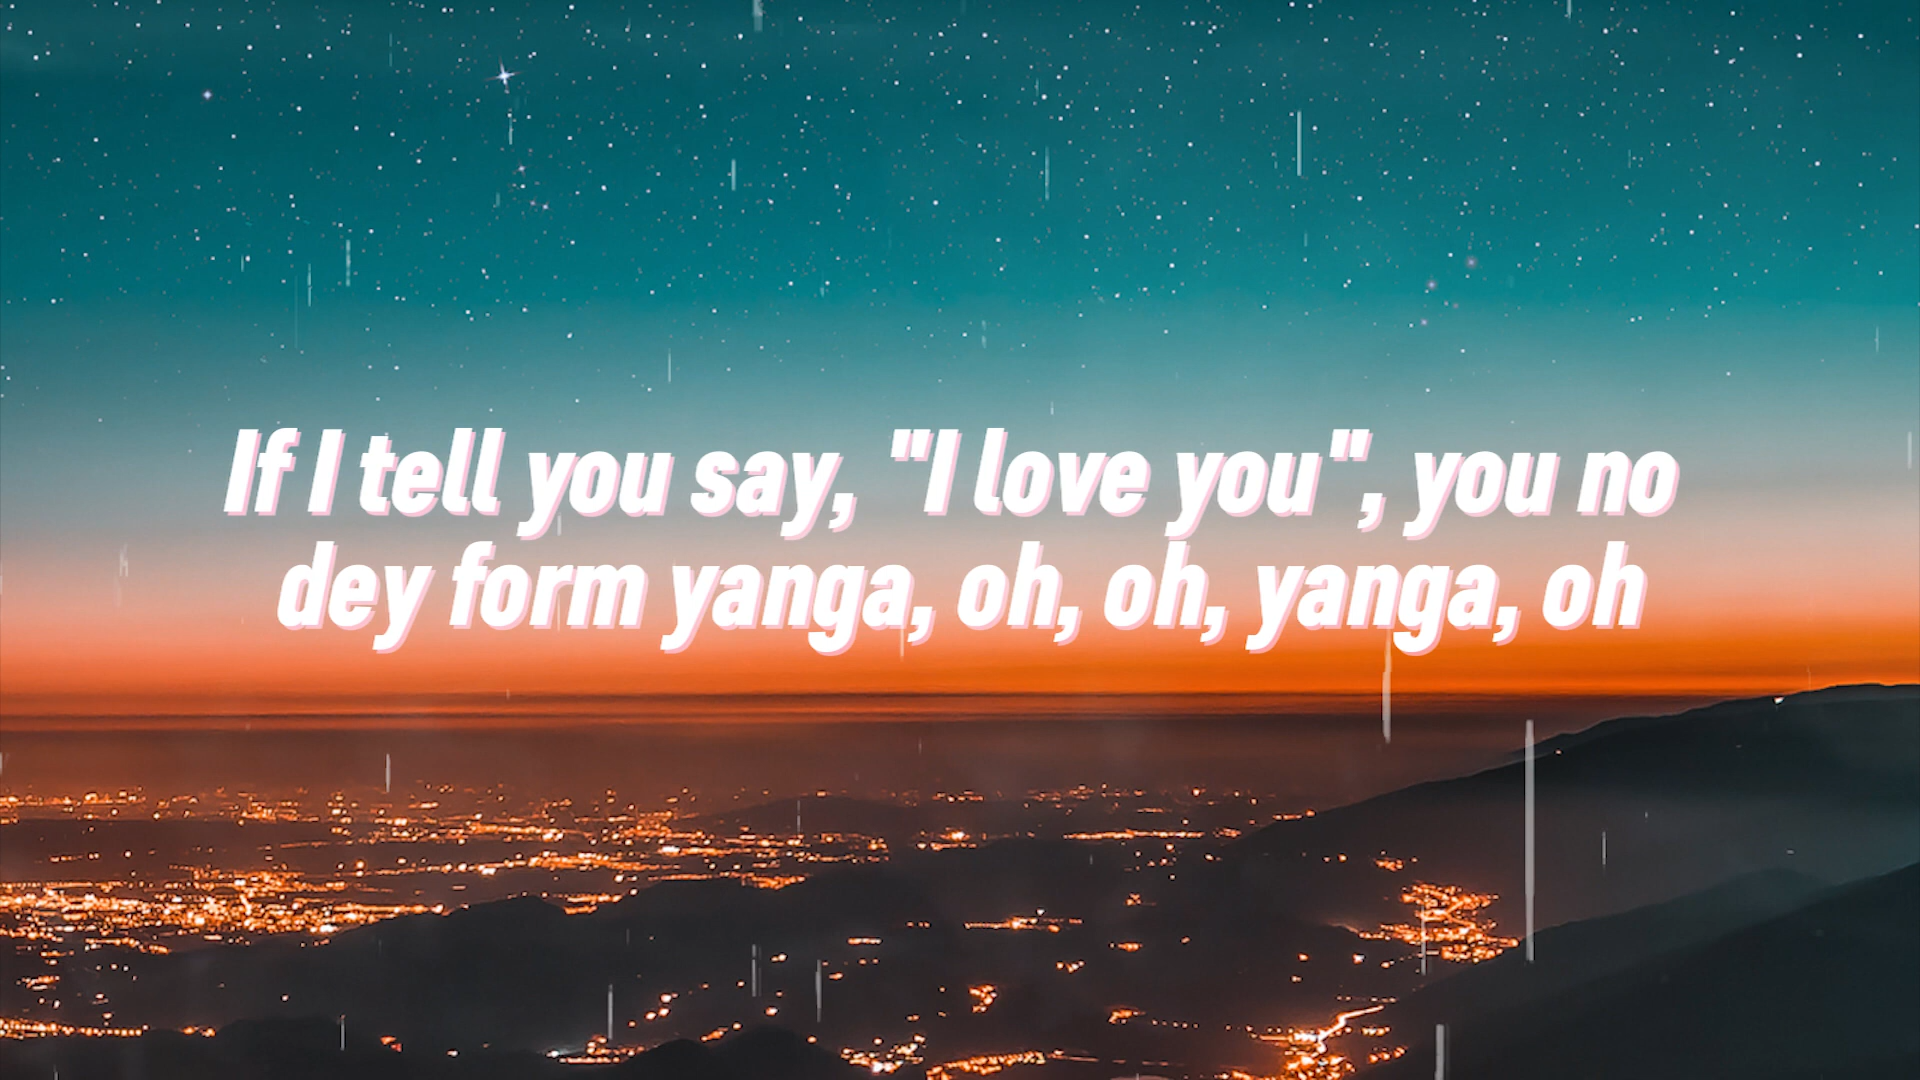 If I tell you say, "I love you", you no
dey form yanga, oh, oh, yanga, oh